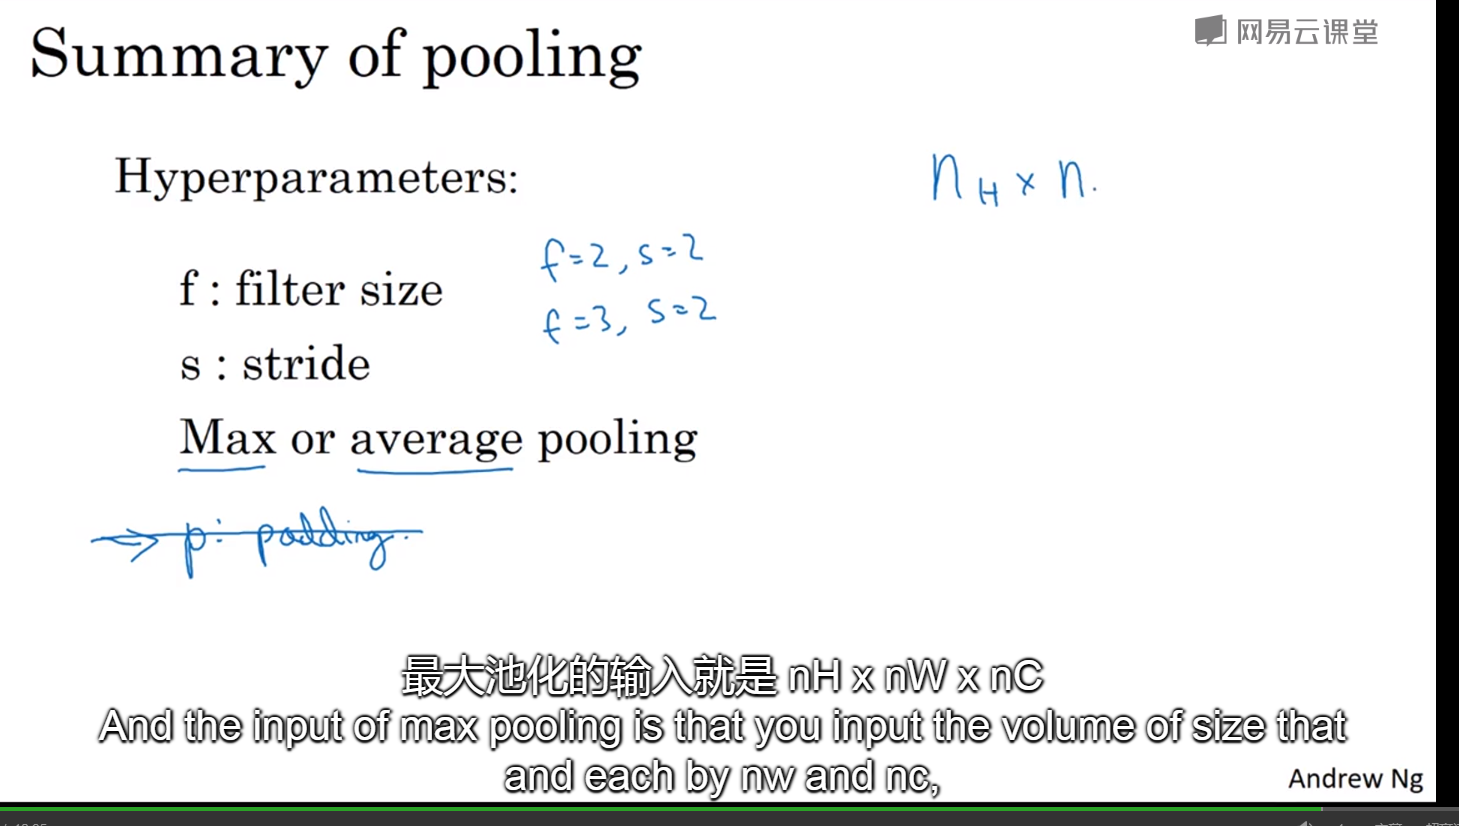 网易云课堂
Summary of pooling
Hyperparameters:
n_H × n.
f : filter size
f=2, s=2
f=3, s=2
s : stride
Max or average pooling
→ p: padding.
最大池化的输入就是 nH x nW x nC
And the input of max pooling is that you input the volume of size that
and each by nw and nc,
Andrew Ng